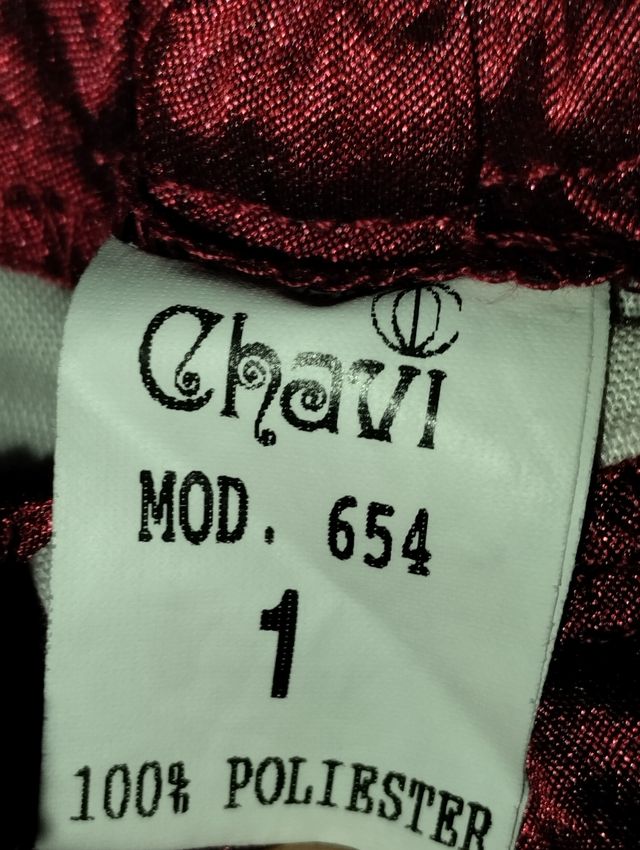 Chavi
MOD. 654
1
100% POLIESTER